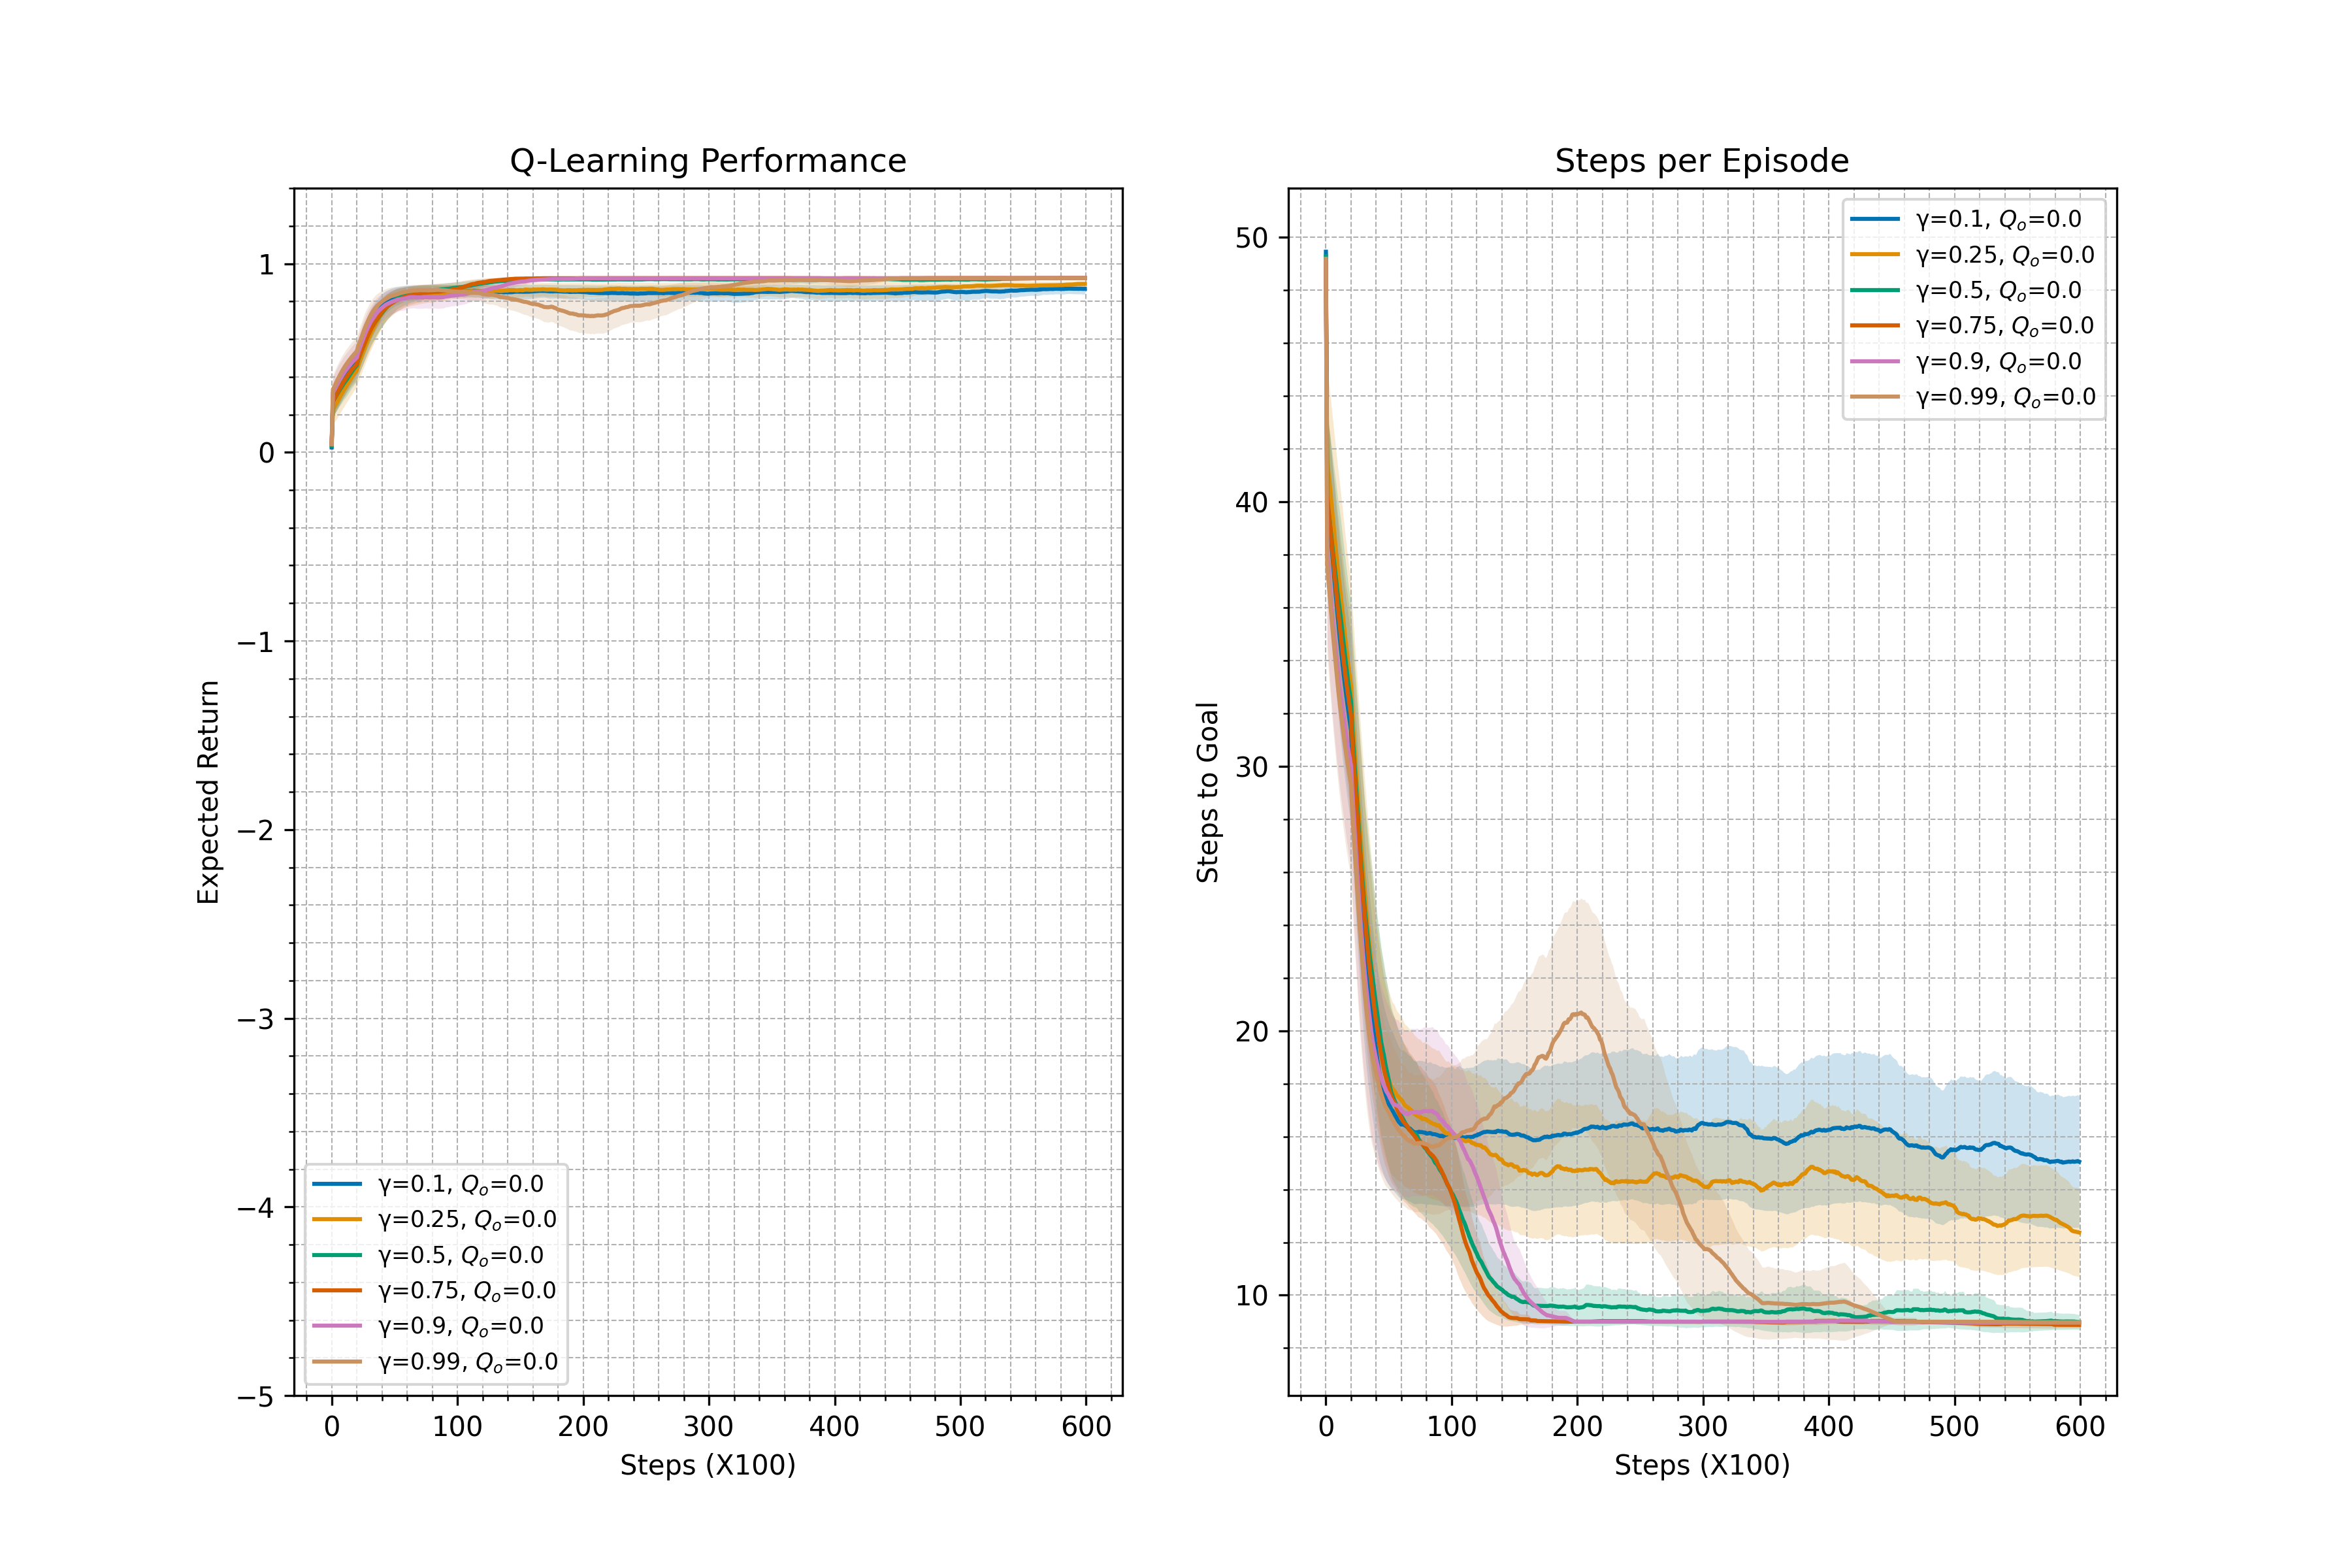 Q-Learning Performance
Expected Return
1
0
−1
−2
−3
−4
−5
γ=0.1, Qₒ=0.0
γ=0.25, Qₒ=0.0
γ=0.5, Qₒ=0.0
γ=0.75, Qₒ=0.0
γ=0.9, Qₒ=0.0
γ=0.99, Qₒ=0.0
0 100 200 300 400 500 600
Steps (X100)
Steps per Episode
Steps to Goal
50
40
30
20
10
γ=0.1, Qₒ=0.0
γ=0.25, Qₒ=0.0
γ=0.5, Qₒ=0.0
γ=0.75, Qₒ=0.0
γ=0.9, Qₒ=0.0
γ=0.99, Qₒ=0.0
0 100 200 300 400 500 600
Steps (X100)